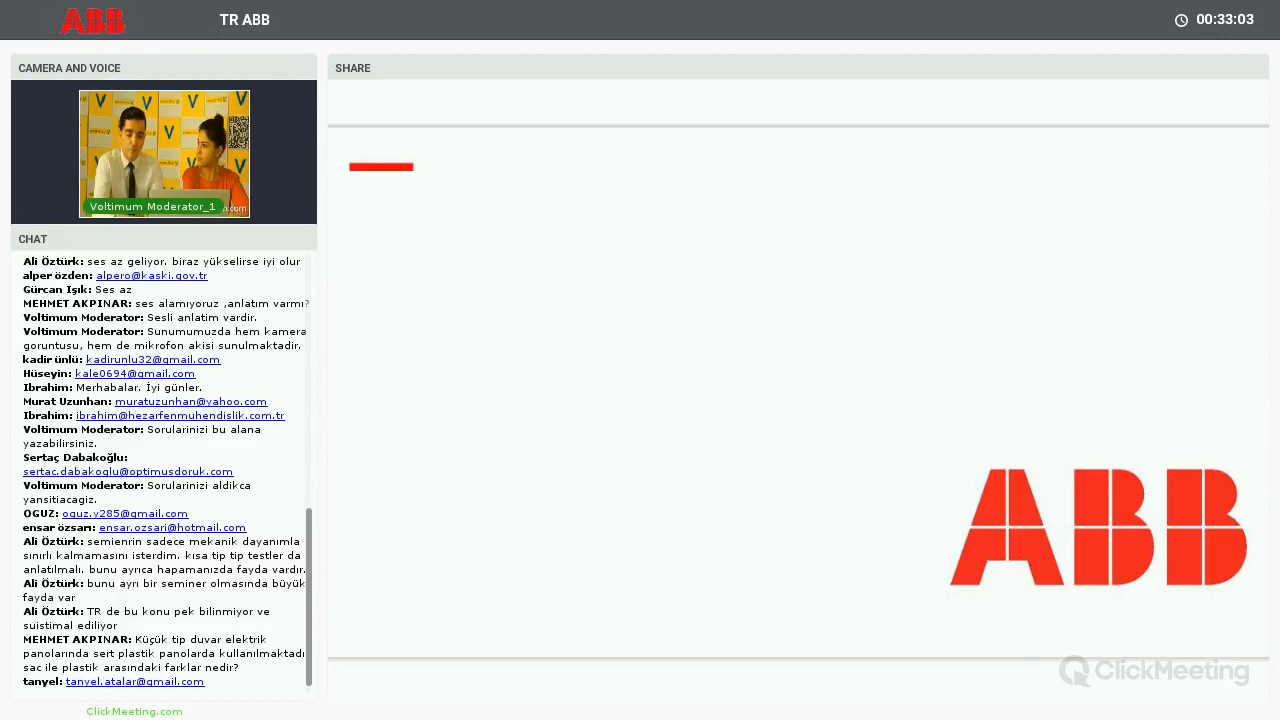 ABB
TR ABB
00:33:03
CAMERA AND VOICE
Voltimum Moderator_1
CHAT
Ali Öztürk: ses az geliyor. biraz yükselirse iyi olur
alper özden: alpero@kaski.gov.tr
Gürcan Işık: Ses az
MEHMET AKPINAR: ses alamıyoruz ,anlatım varmı?
Voltimum Moderator: Sesli anlatim vardir.
Voltimum Moderator: Sunumumuzda hem kamera
goruntusu, hem de mikrofon akisi sunulmaktadir.
kadir ünlü: kadirunlu32@gmail.com
Hüseyin: kale0694@gmail.com
Ibrahim: Merhabalar. İyi günler.
Murat Uzunhan: muratuzunhan@yahoo.com
Ibrahim: ibrahim@hezarfenmuhendislik.com.tr
Voltimum Moderator: Sorularinizi bu alana
yazabilirsiniz.
Sertaç Dabakoğlu:
sertac.dabakoglu@optimusdoruk.com
Voltimum Moderator: Sorularinizi aldikca
yansitiacagiz.
OGUZ: oguz.y285@gmail.com
ensar özsarı: ensar.ozsari@hotmail.com
Ali Öztürk: semienrin sadece mekanik dayanımla
sınırlı kalmamasını isterdim. kısa tip tip testler da
anlatılmalı. bunu ayrıca hapamanızda fayda vardır.
Ali Öztürk: bunu ayrı bir seminer olmasında büyük
fayda var
Ali Öztürk: TR de bu konu pek bilinmiyor ve
suistimal ediliyor
MEHMET AKPINAR: Küçük tip duvar elektrik
panolarında sert plastik panolarda kullanılmaktadı
sac ile plastik arasındaki farklar nedir?
tanyel: tanyel.atalar@gmail.com
ClickMeeting.com
SHARE
ABB
ClickMeeting